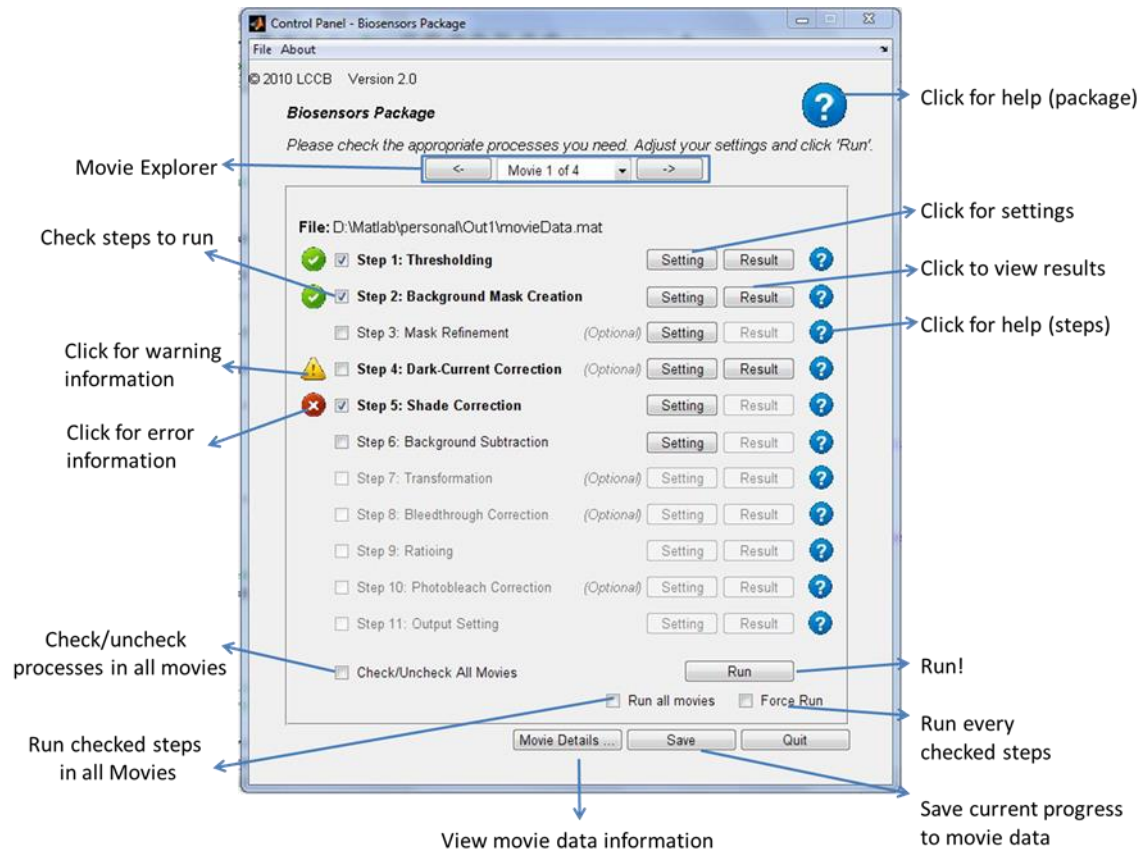 Control Panel - Biosensors Package
File About
© 2010 LCCB Version 2.0
Click for help (package)
?
Biosensors Package
Please check the appropriate processes you need. Adjust your settings and click 'Run'.
Movie Explorer
<- Movie 1 of 4 ->
Click for settings
File: D:\Matlab\personal\Out1\movieData.mat
Check steps to run
Step 1: Thresholding Setting Result ?
Click to view results
Step 2: Background Mask Creation Setting Result ?
Click for help (steps)
Step 3: Mask Refinement (Optional) Setting Result ?
Click for warning
information
Step 4: Dark-Current Correction (Optional) Setting Result ?
Step 5: Shade Correction Setting Result ?
Click for error
information
Step 6: Background Subtraction Setting Result ?
Step 7: Transformation (Optional) Setting Result ?
Step 8: Bleedthrough Correction (Optional) Setting Result ?
Step 9: Ratioing Setting Result ?
Step 10: Photobleach Correction (Optional) Setting Result ?
Step 11: Output Setting Setting Result ?
Check/uncheck
processes in all movies
Check/Uncheck All Movies Run
Run!
Run all movies Force Run
Run every
checked steps
Run checked steps
in all Movies
Movie Details ... Save Quit
Save current progress
to movie data
View movie data information